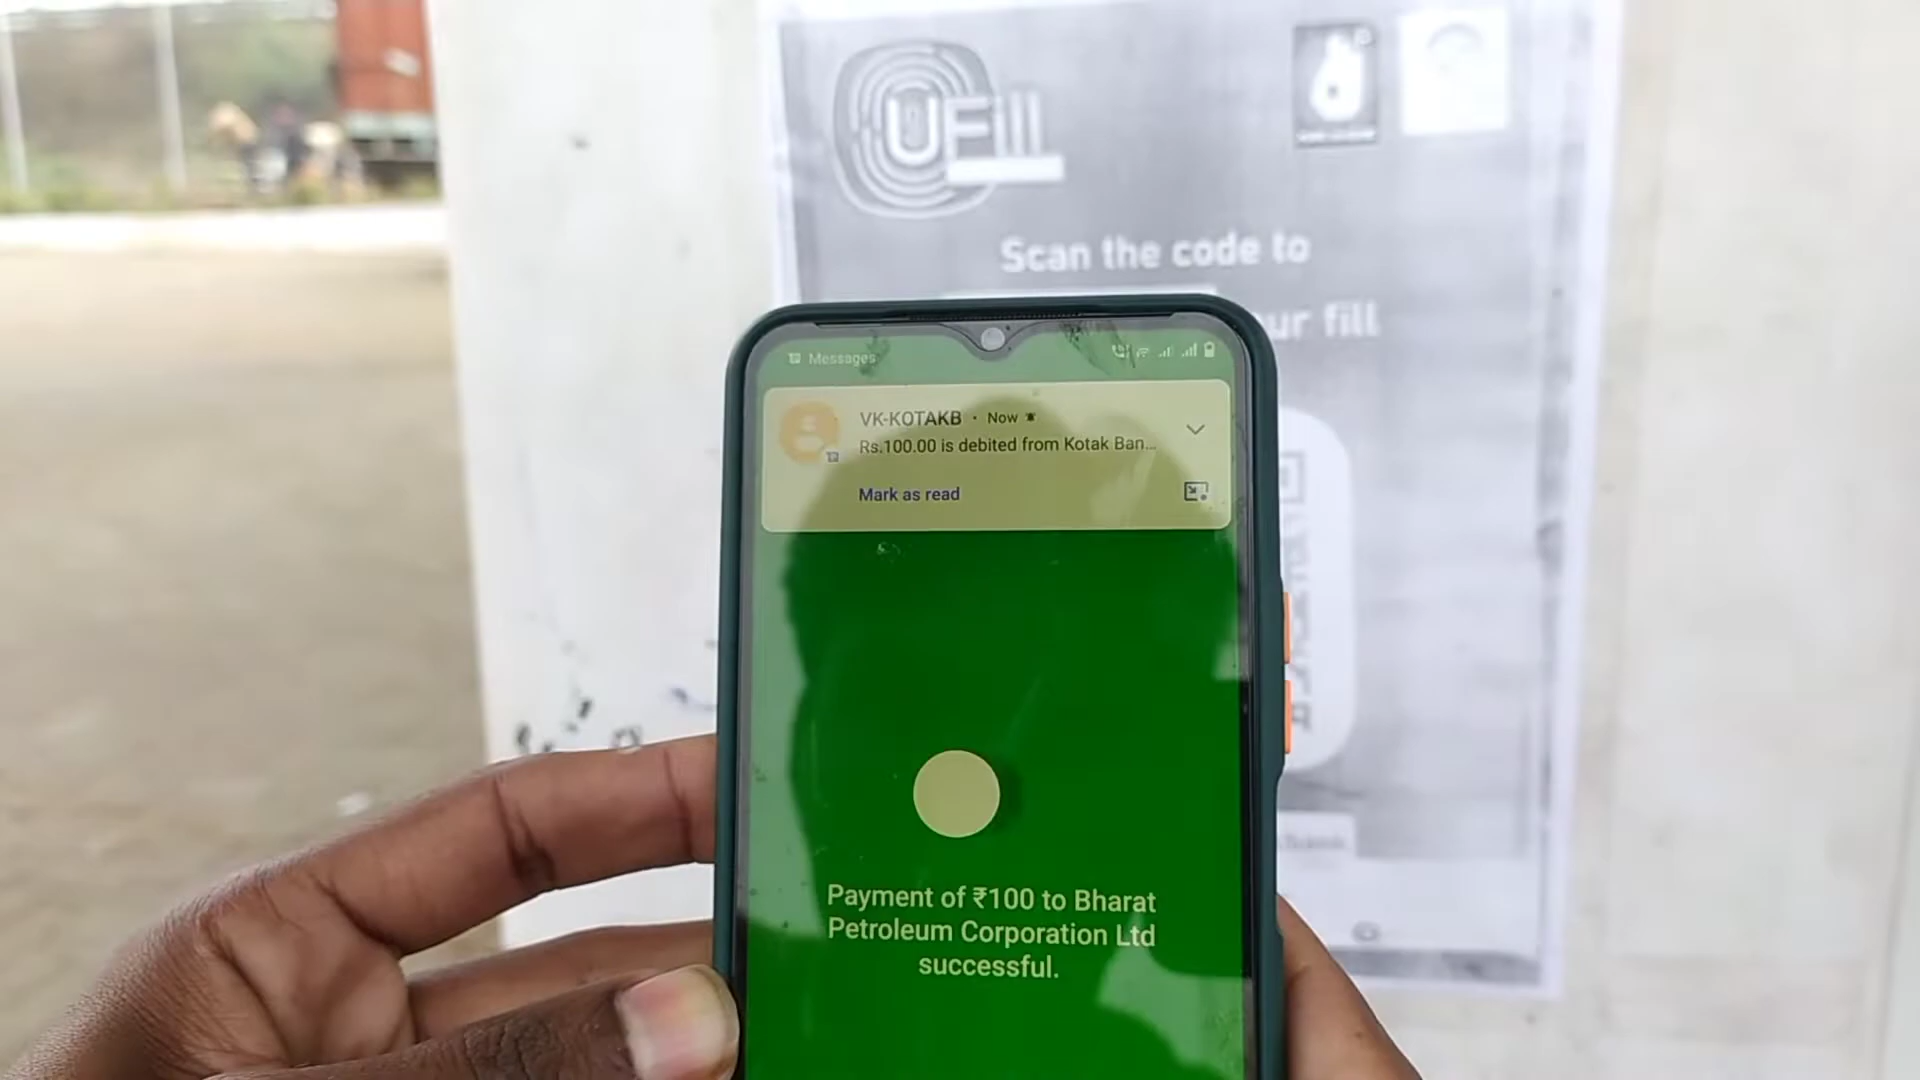 UFill
Scan the code to
our fill
Messages
VK-KOTAKB · Now
Rs.100.00 is debited from Kotak Ban...
Mark as read
Payment of ₹100 to Bharat
Petroleum Corporation Ltd
successful.